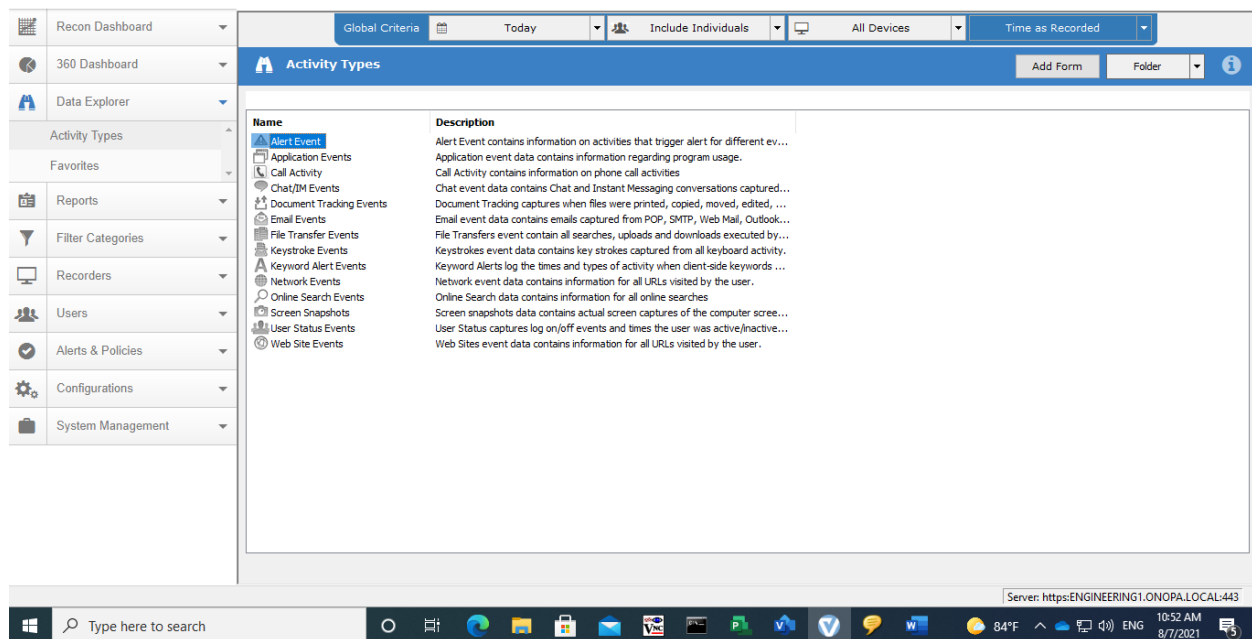 Recon Dashboard
Global Criteria Today Include Individuals All Devices Time as Recorded
360 Dashboard
Activity Types Add Form Folder
Data Explorer
Activity Types
Favorites
Reports
Filter Categories
Recorders
Users
Alerts & Policies
Configurations
System Management
Name Description
Alert Event Alert Event contains information on activities that trigger alert for different ev...
Application Events Application event data contains information regarding program usage.
Call Activity Call Activity contains information on phone call activities
Chat/IM Events Chat event data contains Chat and Instant Messaging conversations captured...
Document Tracking Events Document Tracking captures when files were printed, copied, moved, edited, ...
Email Events Email event data contains emails captured from POP, SMTP, Web Mail, Outlook...
File Transfer Events File Transfers event contain all searches, uploads and downloads executed by...
Keystroke Events Keystrokes event data contains key strokes captured from all keyboard activity.
Keyword Alert Events Keyword Alerts log the times and types of activity when client-side keywords ...
Network Events Network event data contains information for all URLs visited by the user.
Online Search Events Online Search data contains information for all online searches
Screen Snapshots Screen snapshots data contains actual screen captures of the computer scree...
User Status Events User Status captures log on/off events and times the user was active/inactive...
Web Site Events Web Sites event data contains information for all URLs visited by the user.
Server: https:ENGINEERING1.ONOPA.LOCAL:443
Type here to search 84°F ENG 10:52 AM
8/7/2021 5